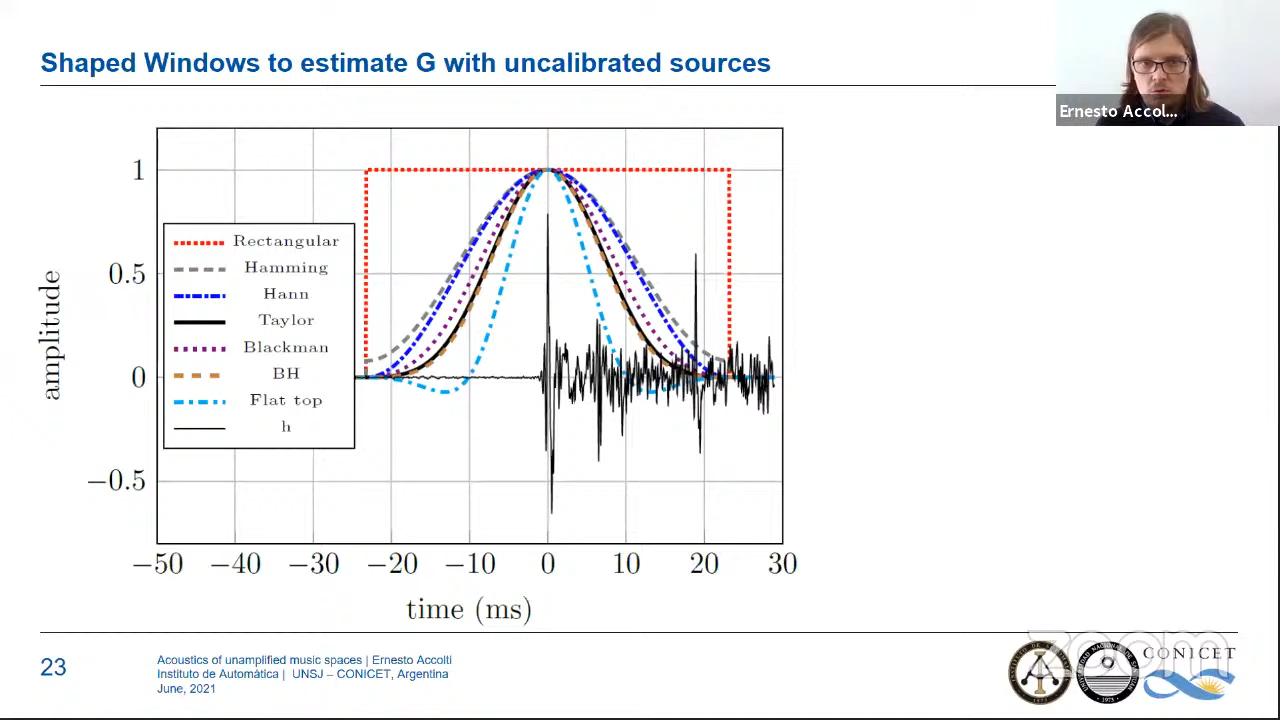 Shaped Windows to estimate G with uncalibrated sources
Ernesto Accol...
1
0.5
0
−0.5
amplitude
Rectangular
Hamming
Hann
Taylor
Blackman
BH
Flat top
h
−50 −40 −30 −20 −10 0 10 20 30
time (ms)
23
Acoustics of unamplified music spaces | Ernesto Accolti
Instituto de Automática | UNSJ – CONICET, Argentina
June, 2021
zoom
CONICET